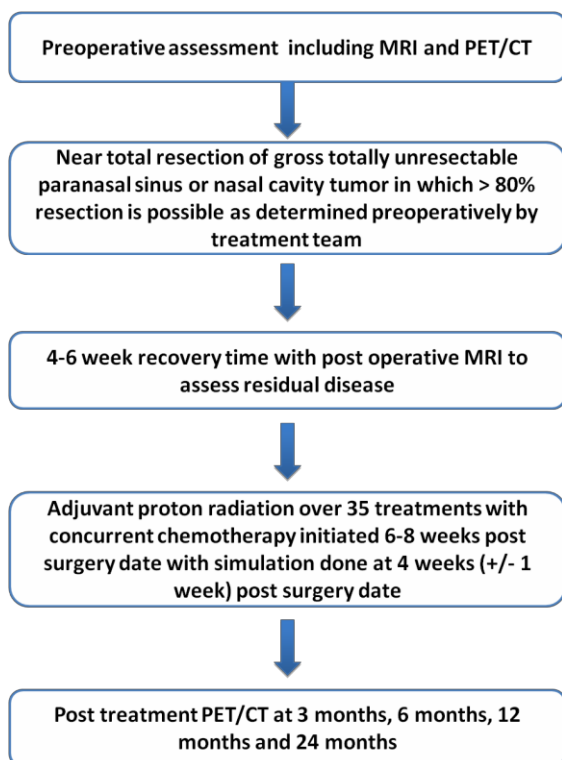 Preoperative assessment including MRI and PET/CT
Near total resection of gross totally unresectable
paranasal sinus or nasal cavity tumor in which > 80%
resection is possible as determined preoperatively by
treatment team
4-6 week recovery time with post operative MRI to
assess residual disease
Adjuvant proton radiation over 35 treatments with
concurrent chemotherapy initiated 6-8 weeks post
surgery date with simulation done at 4 weeks (+/- 1
week) post surgery date
Post treatment PET/CT at 3 months, 6 months, 12
months and 24 months